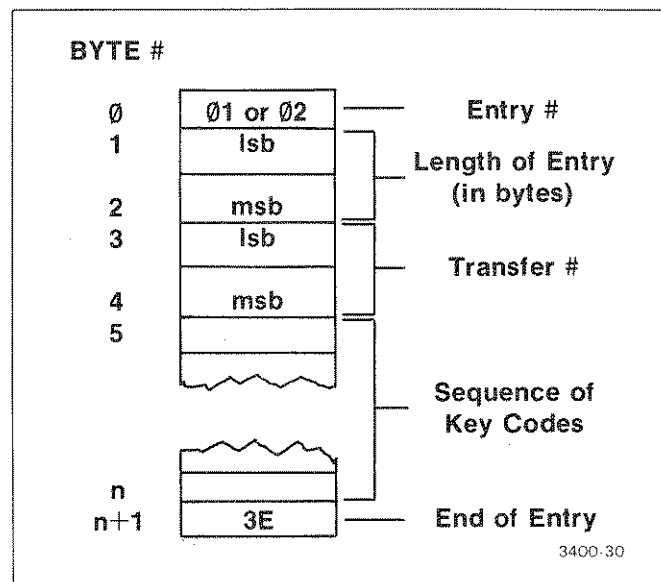 BYTE #
Ø Ø1 or Ø2 Entry #
1 lsb
Length of Entry
(in bytes)
2 msb
3 lsb
Transfer #
4 msb
5
Sequence of
Key Codes
n
n+1 3E End of Entry
3400-30